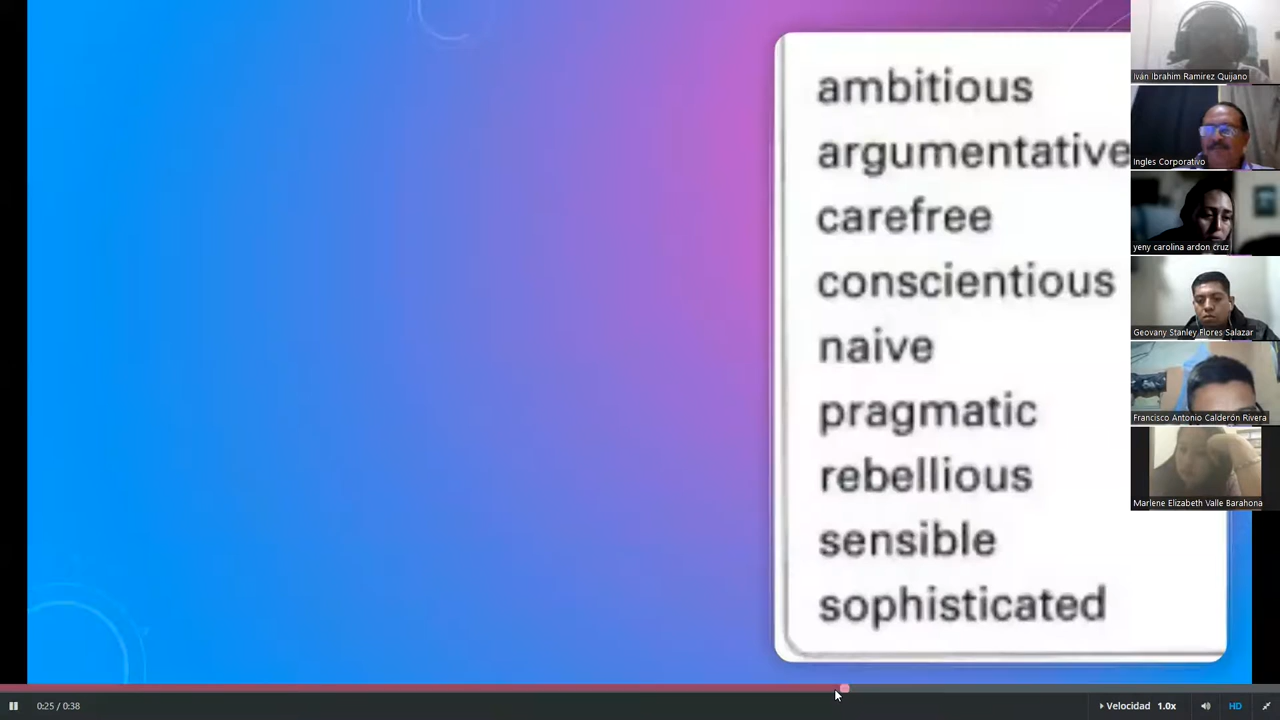 ambitious
argumentative
carefree
conscientious
naive
pragmatic
rebellious
sensible
sophisticated
Iván Ibrahim Ramirez Quijano
Ingles Corporativo
yeny carolina ardon cruz
Geovany Stanley Flores Salazar
Francisco Antonio Calderón Rivera
Marlene Elizabeth Valle Barahona
0:25 / 0:38
Velocidad 1.0x
HD